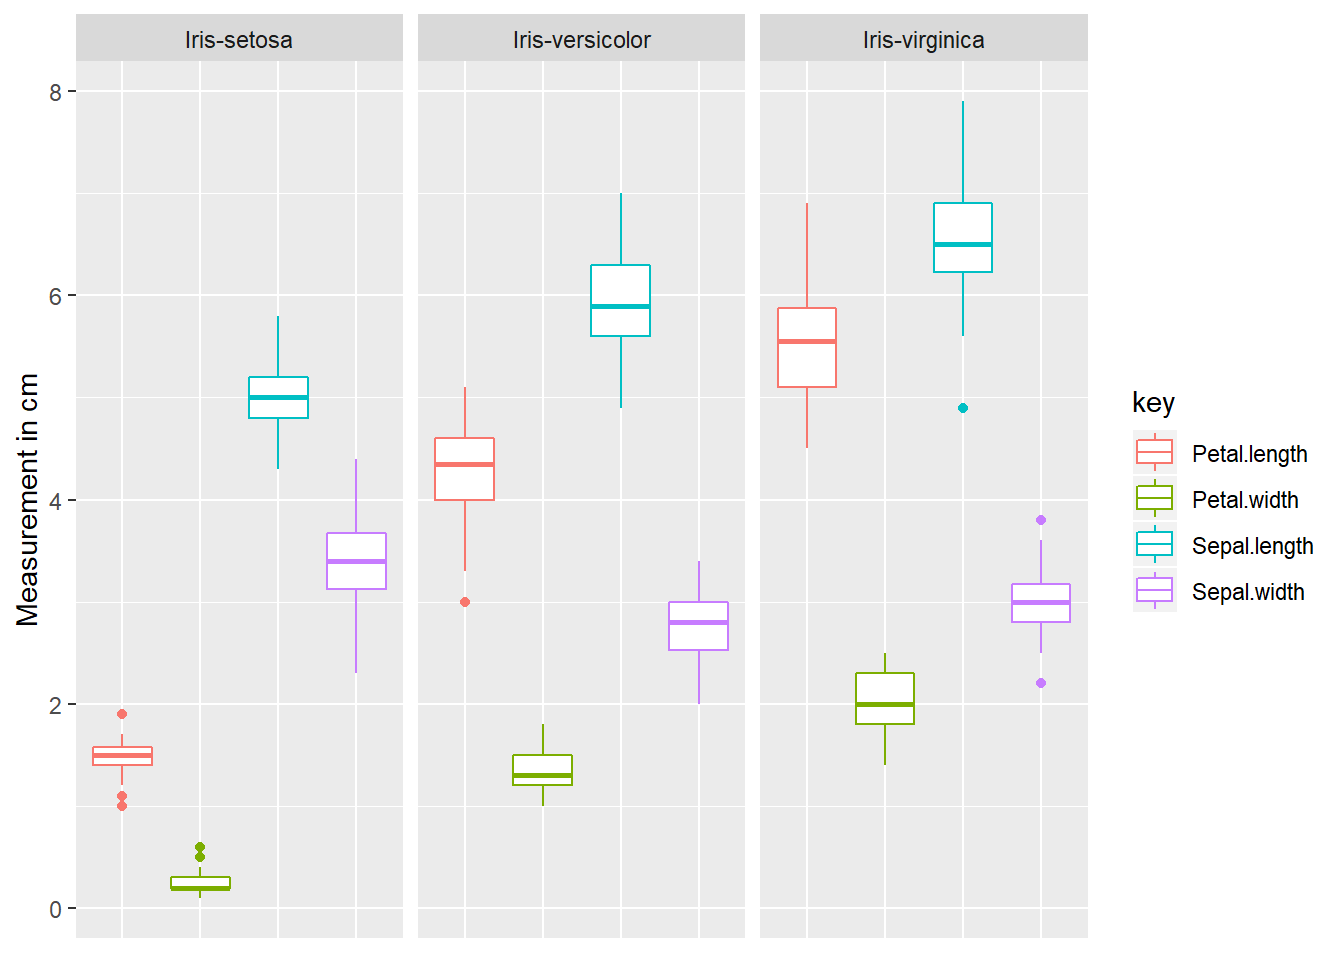 Iris-setosa Iris-versicolor Iris-virginica
8
6
4
2
0
Measurement in cm
key
Petal.length
Petal.width
Sepal.length
Sepal.width